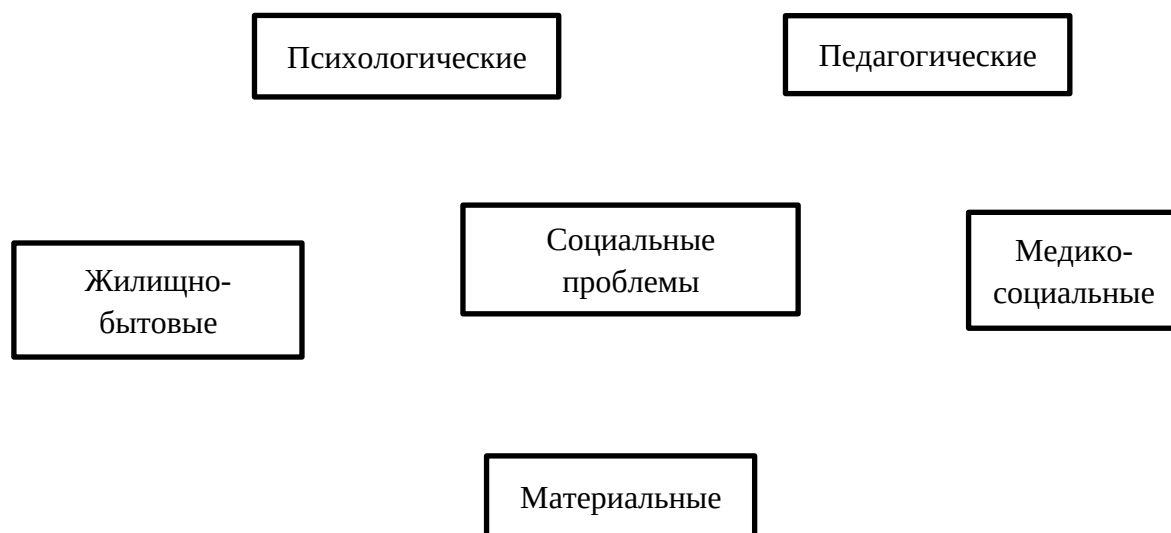 Психологические
Педагогические
Социальные
проблемы
Медико-
социальные
Жилищно-
бытовые
Материальные